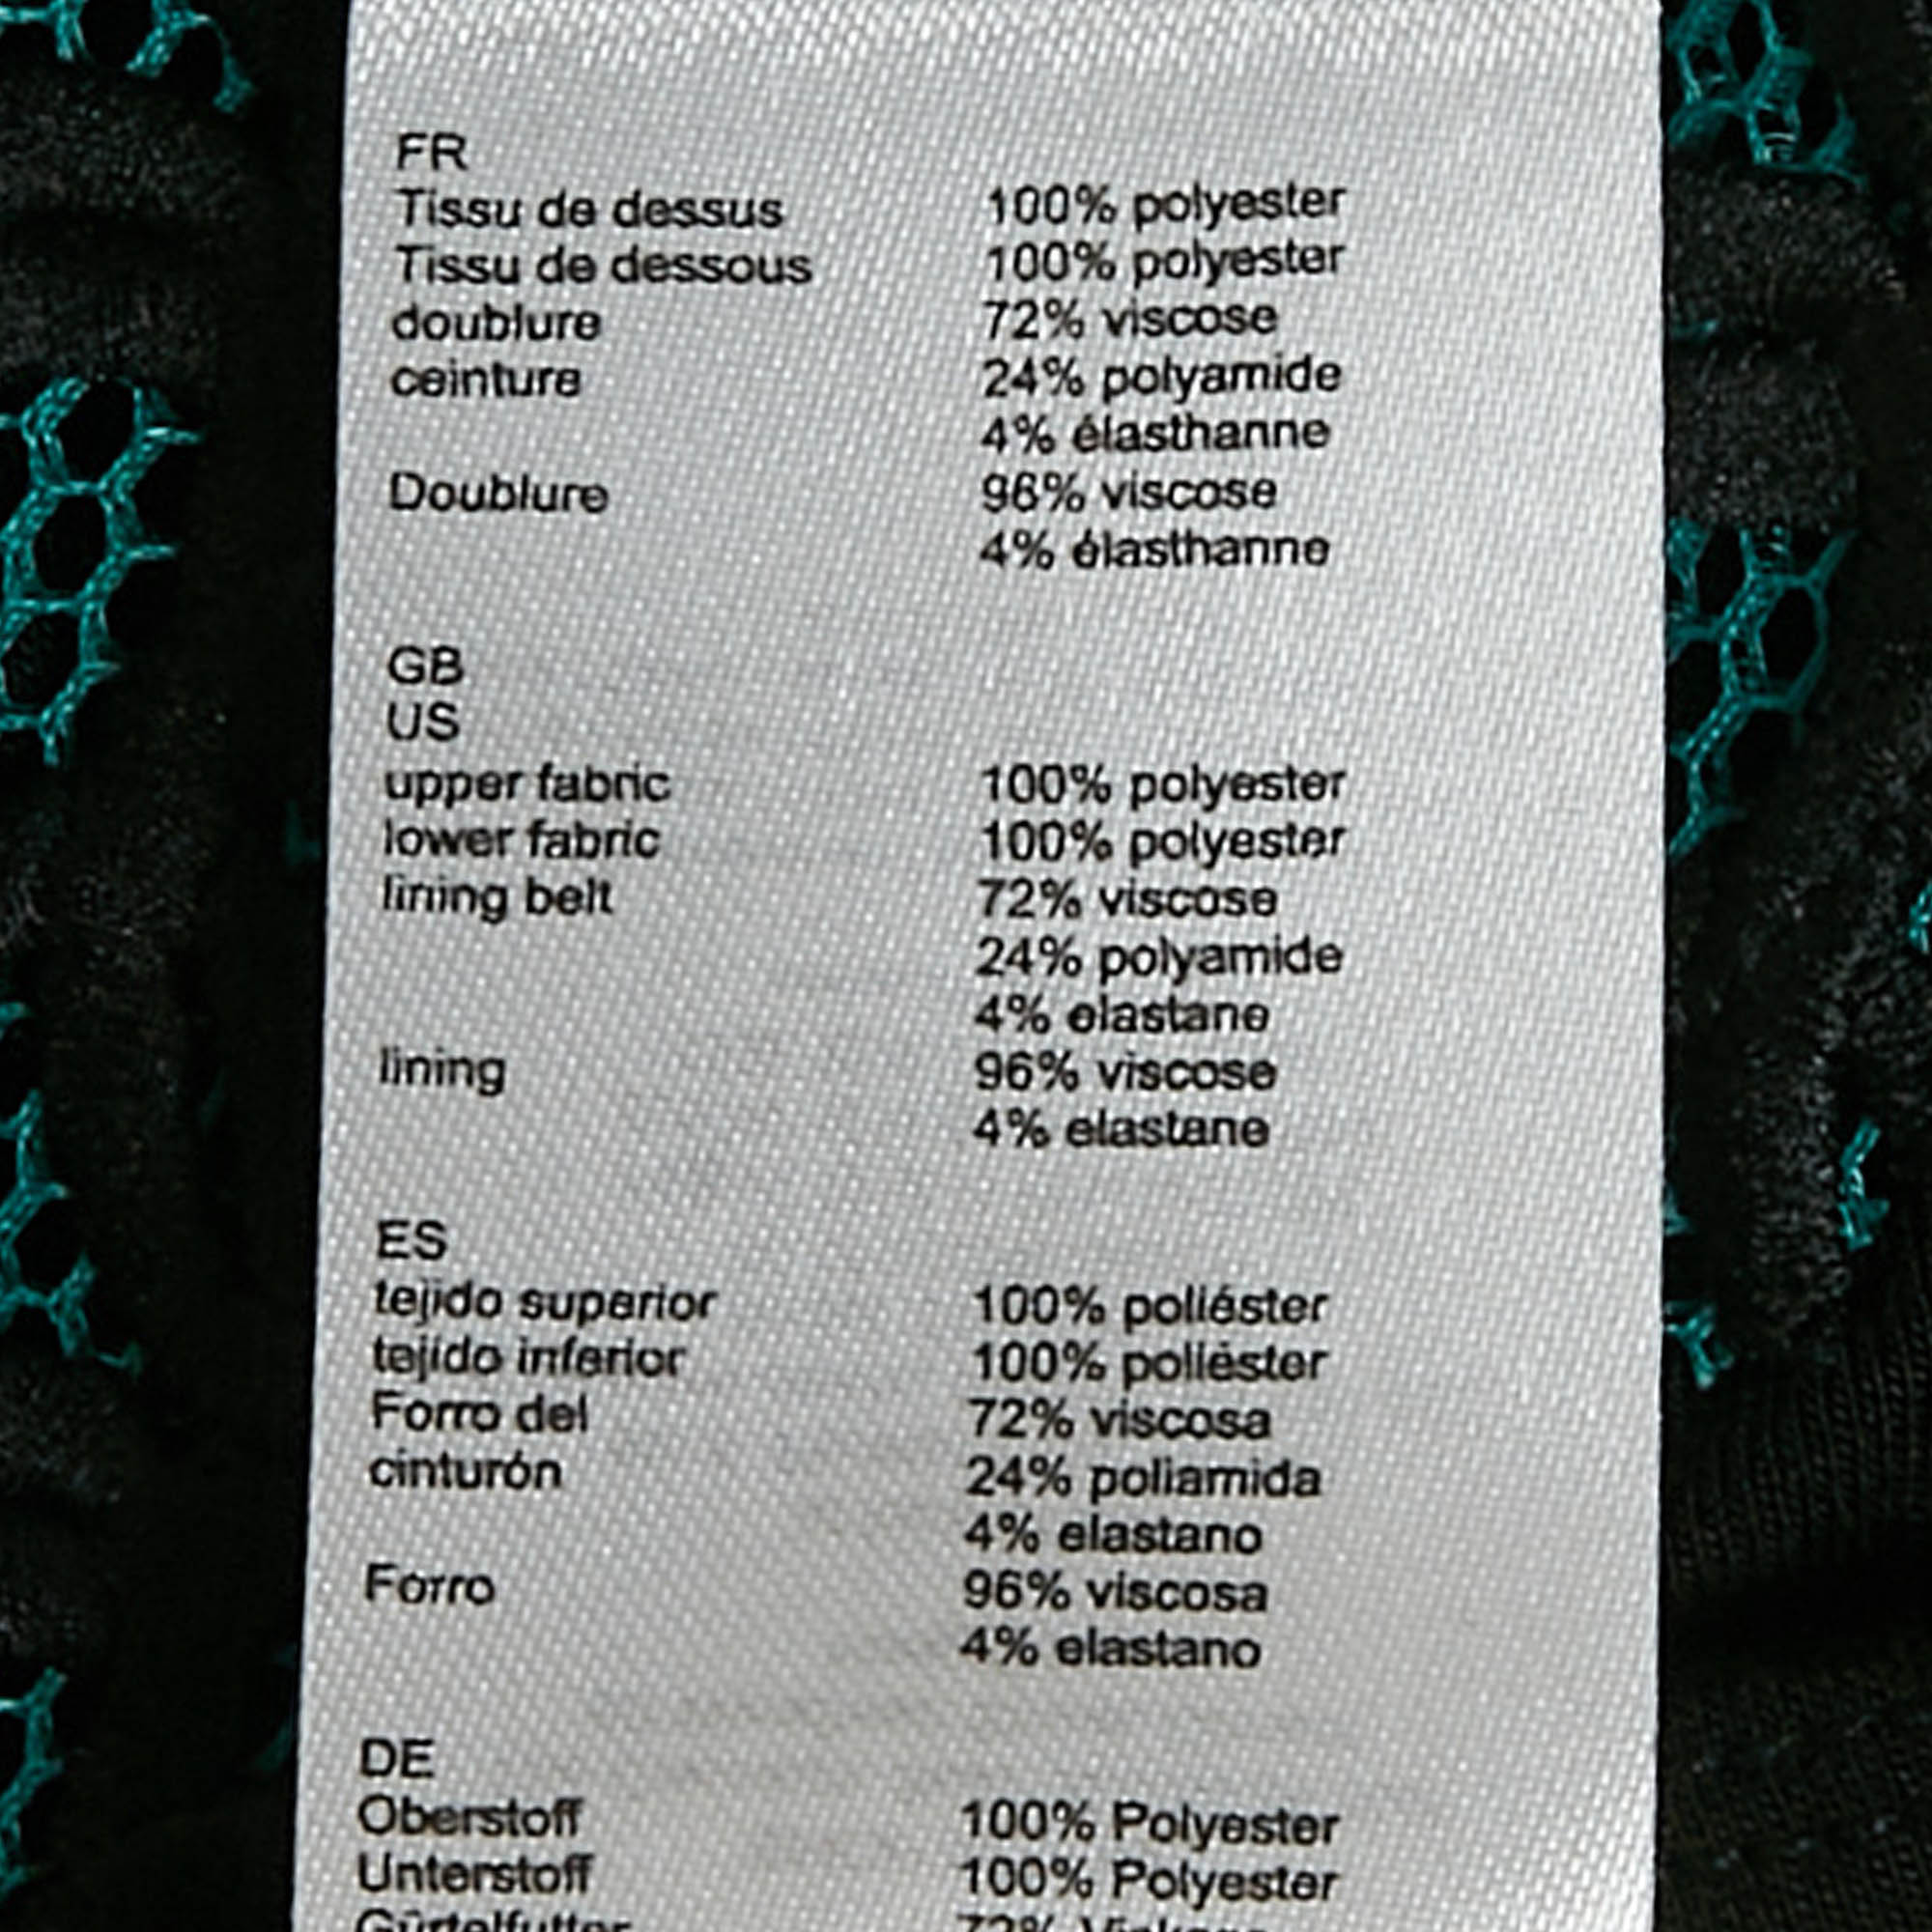 FR
Tissu de dessus 100% polyester
Tissu de dessous 100% polyester
doublure 72% viscose
ceinture 24% polyamide
4% élasthanne
Doublure 96% viscose
4% élasthanne
GB
US
upper fabric 100% polyester
lower fabric 100% polyester
lining belt 72% viscose
24% polyamide
4% elastane
lining 96% viscose
4% elastane
ES
tejido superior 100% poliéster
tejido inferior 100% poliéster
Forro del 72% viscosa
cinturón 24% poliamida
4% elastano
Forro 96% viscosa
4% elastano
DE
Oberstoff 100% Polyester
Unterstoff 100% Polyester
Gürtelfutter 72%